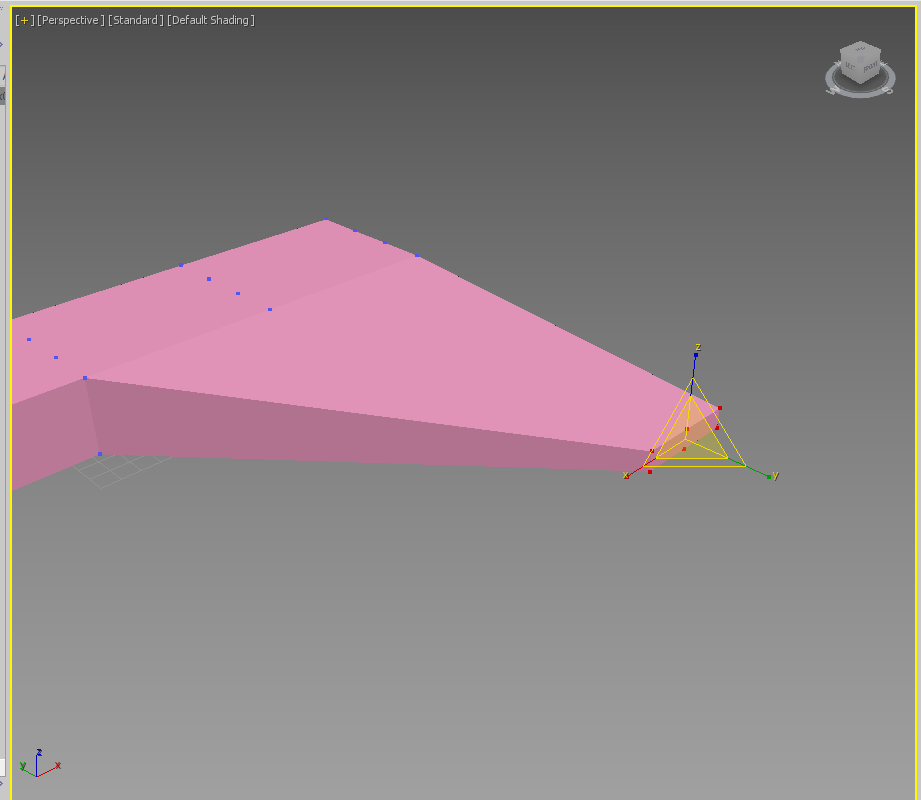 [+] [Perspective] [Standard] [Default Shading]
z
x
y
z
y
x